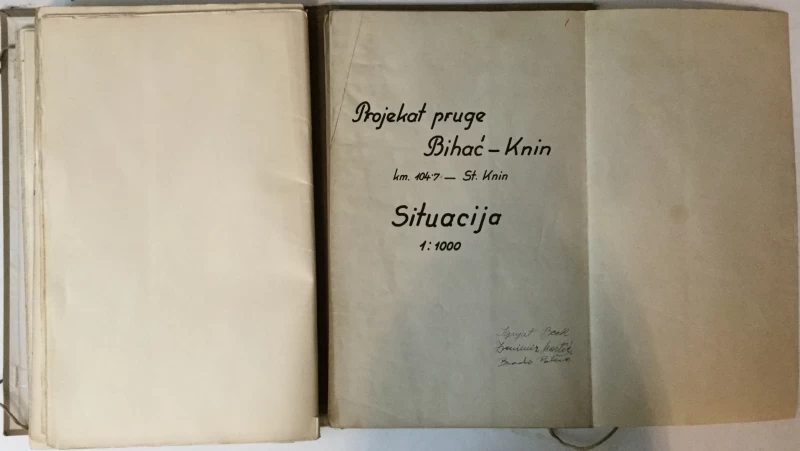 Projekat pruge
Bihać – Knin
km. 104·7 – St. Knin
Situacija
1:1000